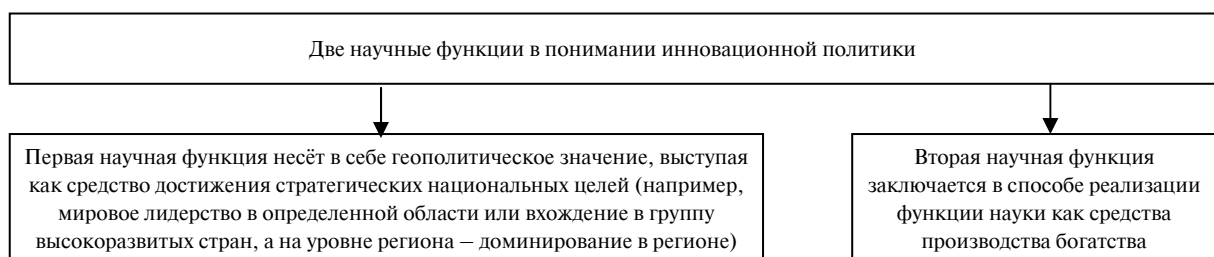 Две научные функции в понимании инновационной политики
Первая научная функция несёт в себе геополитическое значение, выступая
как средство достижения стратегических национальных целей (например,
мировое лидерство в определенной области или вхождение в группу
высокоразвитых стран, а на уровне региона – доминирование в регионе)
Вторая научная функция
заключается в способе реализации
функции науки как средства
производства богатства